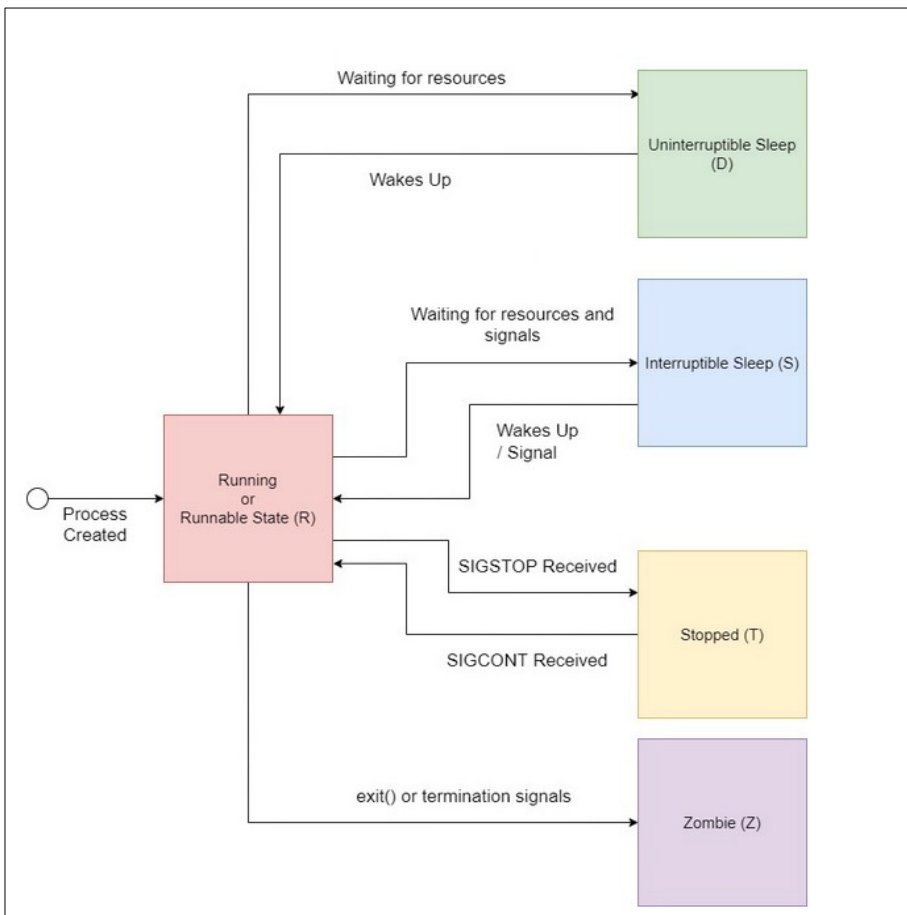 Waiting for resources
Uninterruptible Sleep
(D)
Wakes Up
Waiting for resources and
signals
Interruptible Sleep (S)
Wakes Up
/ Signal
Running
or
Runnable State (R)
Process
Created
SIGSTOP Received
Stopped (T)
SIGCONT Received
exit() or termination signals
Zombie (Z)